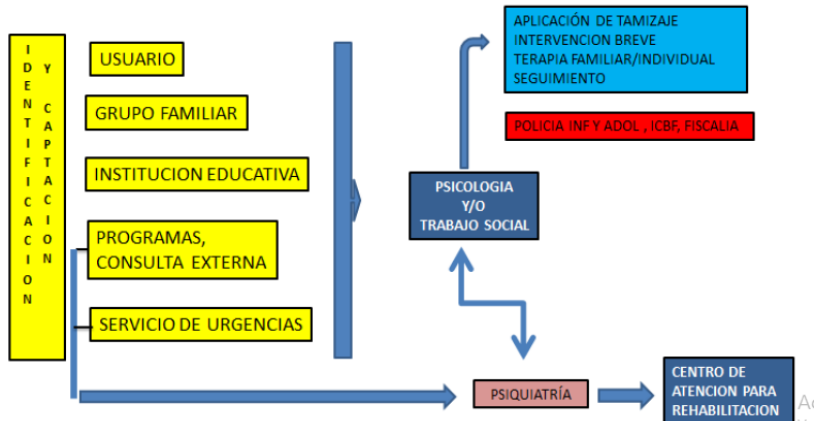 IDENTIFICACION
Y CAPTACION
USUARIO
GRUPO FAMILIAR
INSTITUCION EDUCATIVA
PROGRAMAS,
CONSULTA EXTERNA
SERVICIO DE URGENCIAS
APLICACIÓN DE TAMIZAJE
INTERVENCION BREVE
TERAPIA FAMILIAR/INDIVIDUAL
SEGUIMIENTO
POLICIA INF Y ADOL , ICBF, FISCALIA
PSICOLOGIA
Y/O
TRABAJO SOCIAL
PSIQUIATRÍA
CENTRO DE
ATENCION PARA
REHABILITACION